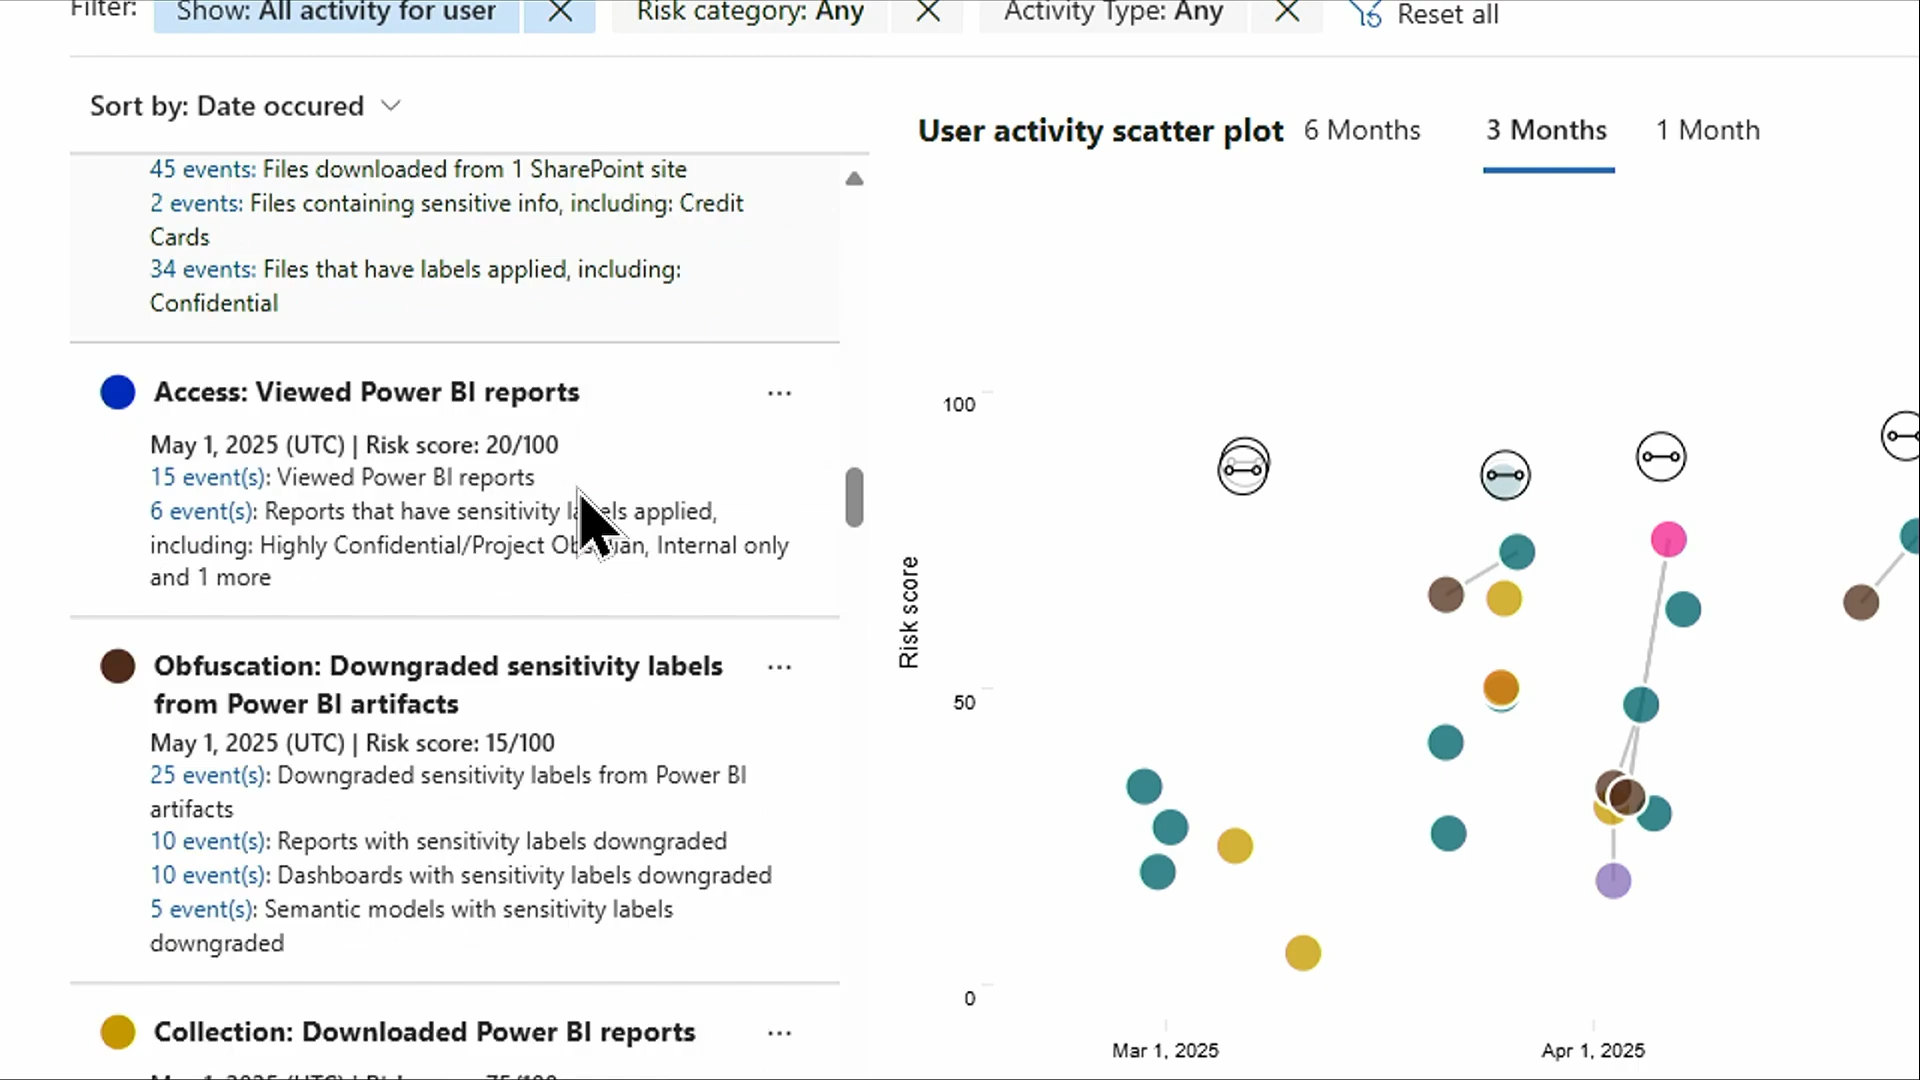 Filter: Show: All activity for user Risk category: Any Activity Type: Any Reset all
Sort by: Date occured
45 events: Files downloaded from 1 SharePoint site
2 events: Files containing sensitive info, including: Credit
Cards
34 events: Files that have labels applied, including:
Confidential
Access: Viewed Power BI reports
May 1, 2025 (UTC) | Risk score: 20/100
15 event(s): Viewed Power BI reports
6 event(s): Reports that have sensitivity labels applied,
including: Highly Confidential/Project Obsidian, Internal only
and 1 more
Obfuscation: Downgraded sensitivity labels
from Power BI artifacts
May 1, 2025 (UTC) | Risk score: 15/100
25 event(s): Downgraded sensitivity labels from Power BI
artifacts
10 event(s): Reports with sensitivity labels downgraded
10 event(s): Dashboards with sensitivity labels downgraded
5 event(s): Semantic models with sensitivity labels
downgraded
Collection: Downloaded Power BI reports
User activity scatter plot 6 Months 3 Months 1 Month
Risk score
100
50
0
Mar 1, 2025 Apr 1, 2025